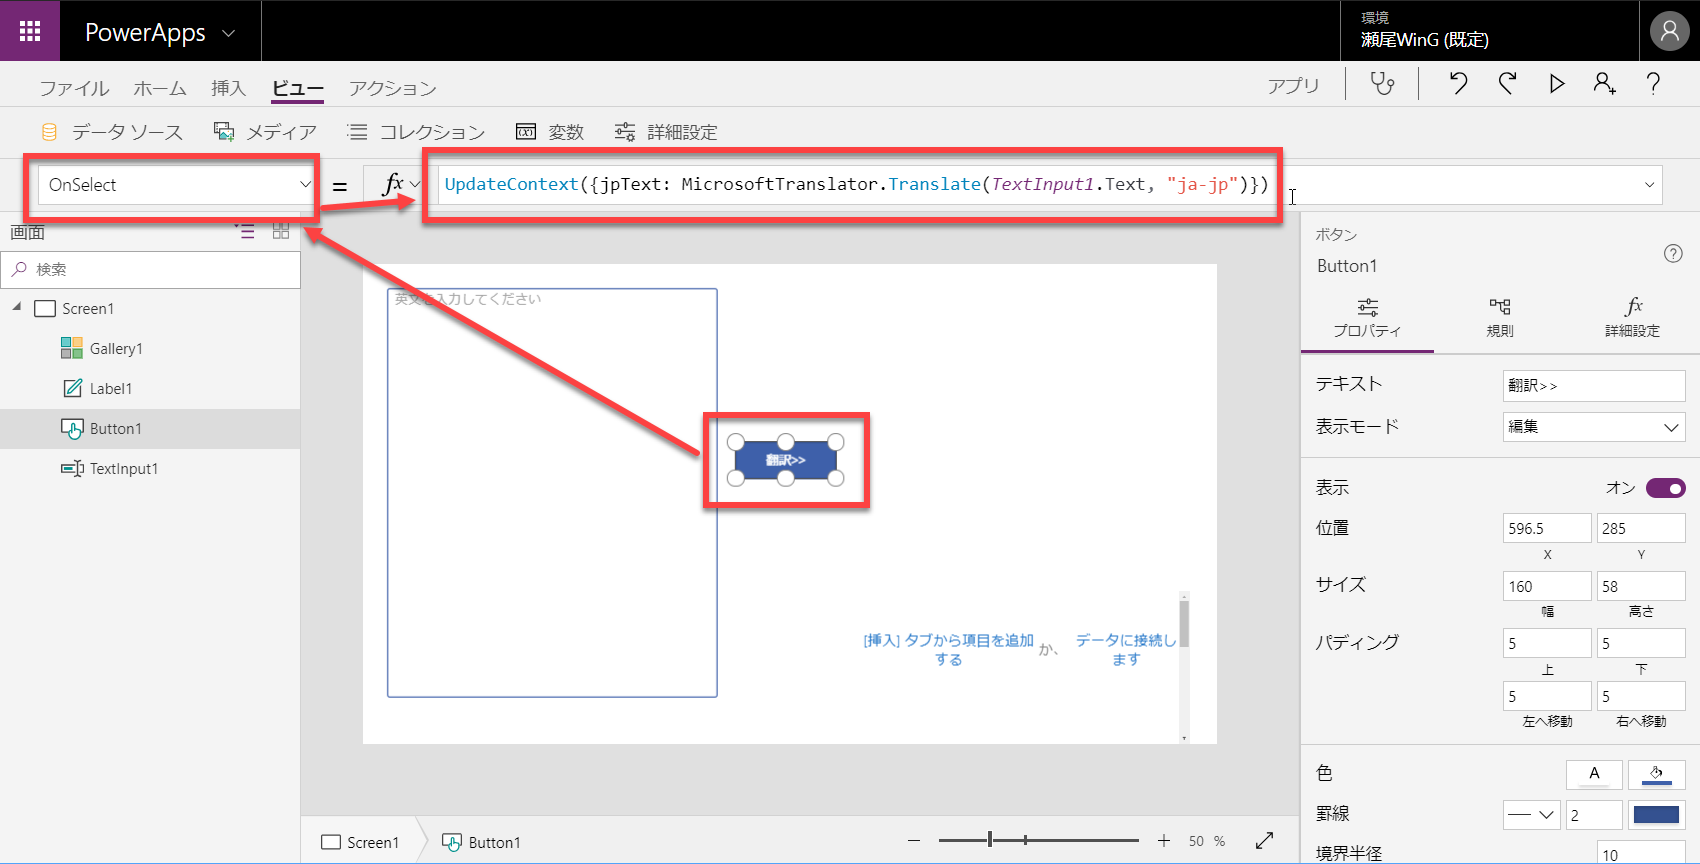 PowerApps
環境
瀬尾WinG (既定)
ファイル ホーム 挿入 ビュー アクション
アプリ
データ ソース メディア コレクション 変数 詳細設定
OnSelect = fx UpdateContext({jpText: MicrosoftTranslator.Translate(TextInput1.Text, "ja-jp")})
画面
検索
Screen1
Gallery1
Label1
Button1
TextInput1
英文を入力してください
翻訳>>
[挿入] タブから項目を追加する
か、
データに接続します
Screen1 Button1
50 %
ボタン
Button1
プロパティ 規則 詳細設定
テキスト 翻訳>>
表示モード 編集
表示 オン
位置 596.5 285
X Y
サイズ 160 58
幅 高さ
パディング 5 5
上 下
5 5
左へ移動 右へ移動
色 A
罫線 2
境界半径 10